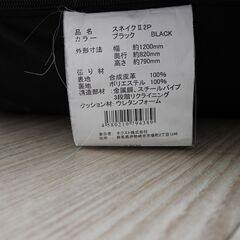 品名 スネイクⅡ2P
カラー ブラック BLACK
外形寸法 幅 約1200mm
奥行 約820mm
高さ 約790mm
張り材
表地 合成皮革 100%
裏地 ポリエステル 100%
構造部材 金属鋼、スチールパイプ
3段階リクライニング
クッション材 ウレタンフォーム